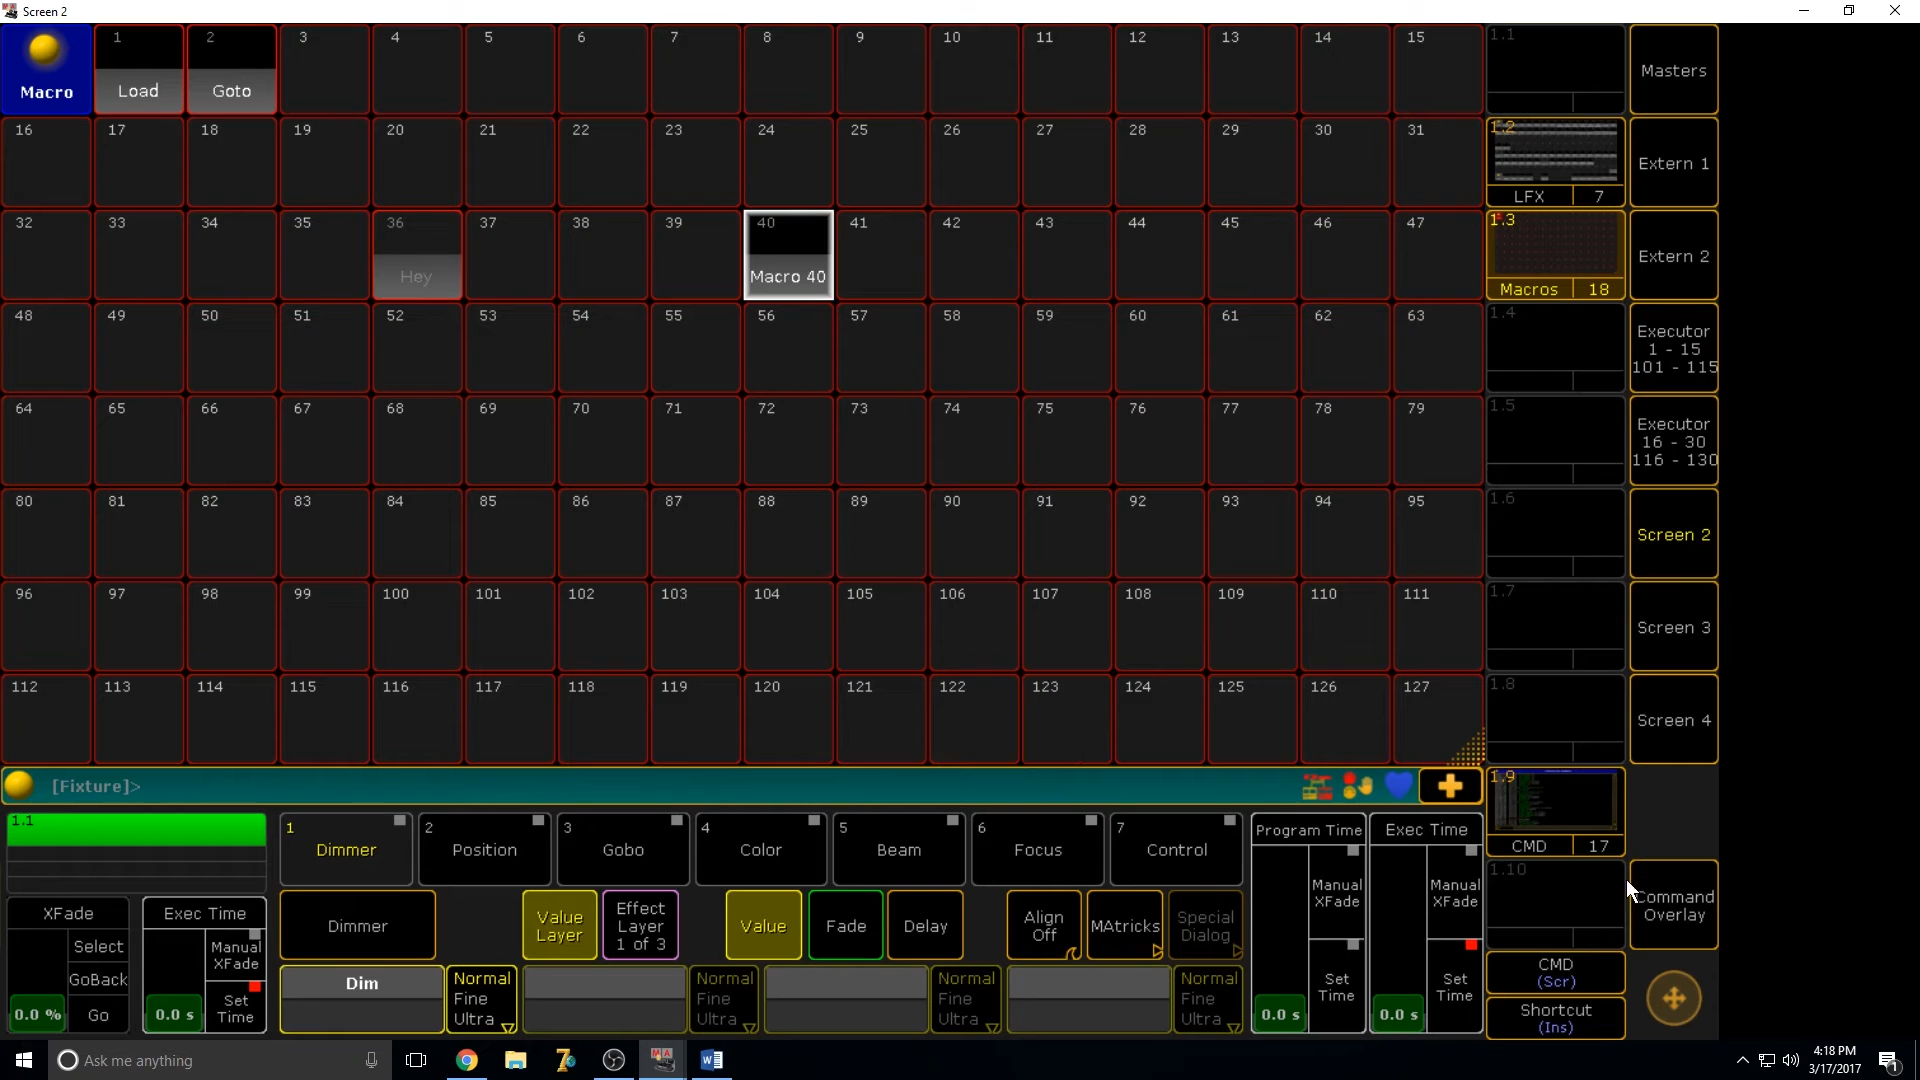 Screen 2
Macro
1 Load
2 Goto
3 4 5 6 7 8 9 10 11 12 13 14 15
1.1
Masters
16 17 18 19 20 21 22 23 24 25 26 27 28 29 30 31
1.2
LFX 7
Extern 1
32 33 34 35
36 Hey
37 38 39
40 Macro 40
41 42 43 44 45 46 47
1.3
Macros 18
Extern 2
48 49 50 51 52 53 54 55 56 57 58 59 60 61 62 63
1.4
Executor
1 - 15
101 - 115
64 65 66 67 68 69 70 71 72 73 74 75 76 77 78 79
1.5
Executor
16 - 30
116 - 130
80 81 82 83 84 85 86 87 88 89 90 91 92 93 94 95
1.6
Screen 2
96 97 98 99 100 101 102 103 104 105 106 107 108 109 110 111
1.7
Screen 3
112 113 114 115 116 117 118 119 120 121 122 123 124 125 126 127
1.8
Screen 4
[Fixture]>
1.9
CMD 17
1.1
1 Dimmer
2 Position
3 Gobo
4 Color
5 Beam
6 Focus
7 Control
Program Time
Manual
XFade
Set
Time
0.0 s
Exec Time
Manual
XFade
Set
Time
0.0 s
1.10
Command
Overlay
XFade
Select
GoBack
0.0 % Go
Exec Time
Manual
XFade
Set
Time
0.0 s
Dimmer
Value
Layer
Effect
Layer
1 of 3
Value
Fade
Delay
Align
Off
MAtricks
Special
Dialog
Dim
Normal
Fine
Ultra
Normal
Fine
Ultra
Normal
Fine
Ultra
Normal
Fine
Ultra
CMD
(Scr)
Shortcut
(Ins)
Ask me anything
4:18 PM
3/17/2017
1